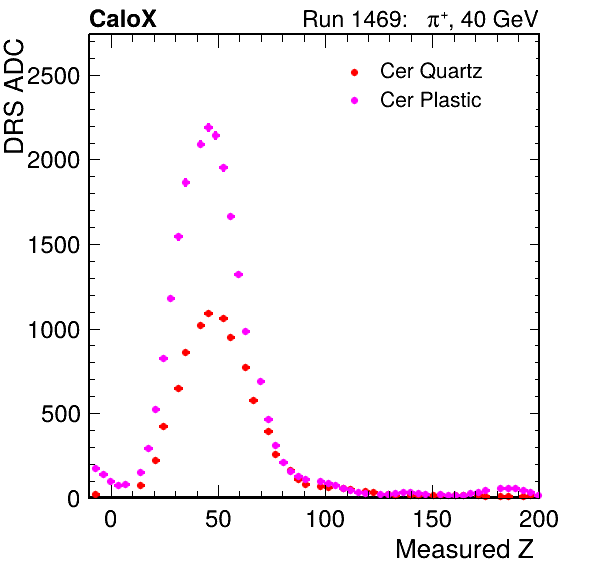 CaloX Run 1469: π⁺, 40 GeV
DRS ADC
Cer Quartz
Cer Plastic
2500
2000
1500
1000
500
0
0 50 100 150 200
Measured Z